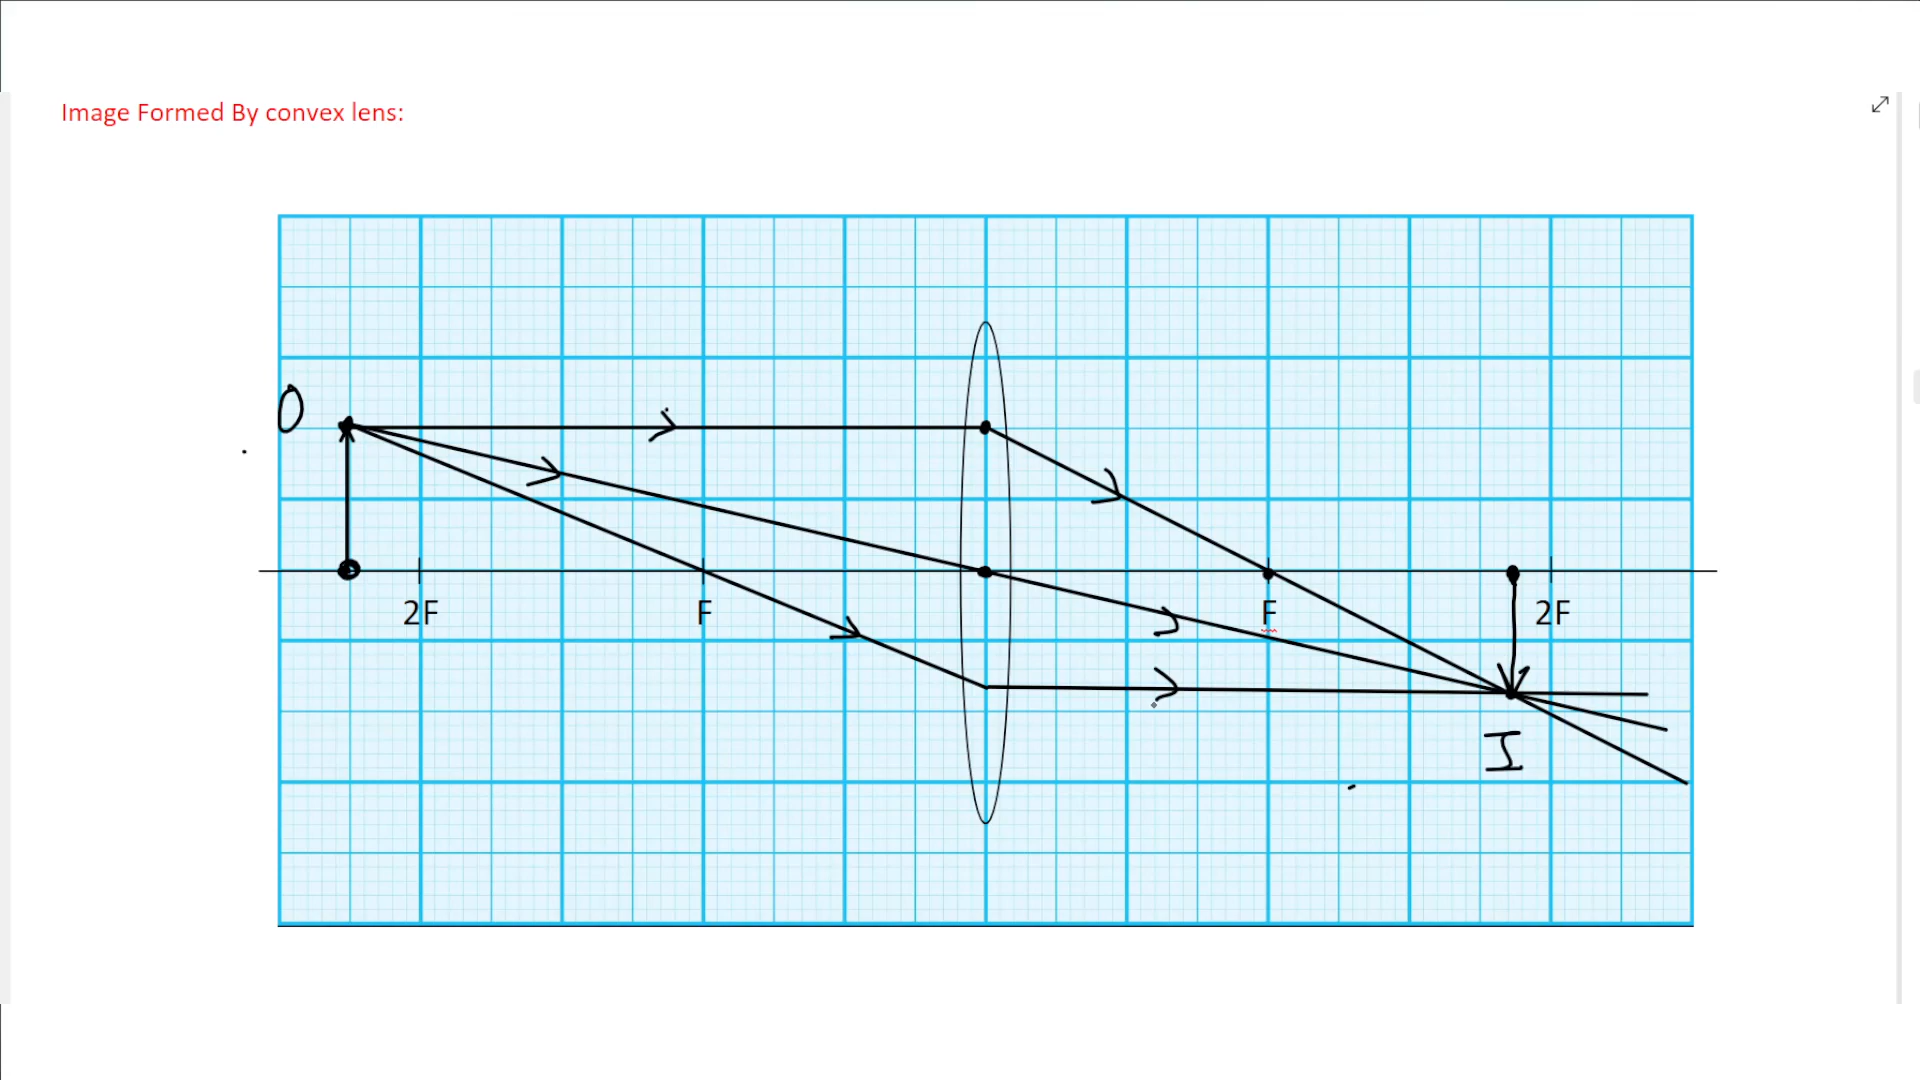 Image Formed By convex lens:
O
2F F F 2F
I